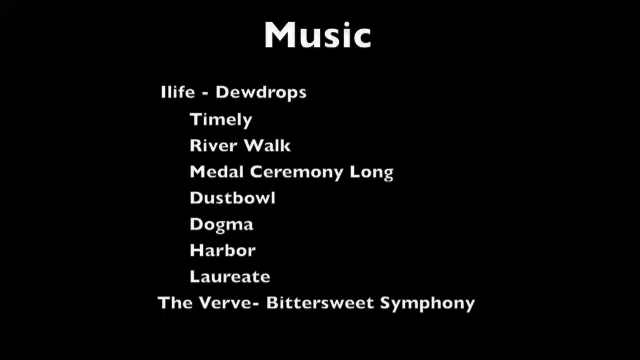 Music
Ilife - Dewdrops
Timely
River Walk
Medal Ceremony Long
Dustbowl
Dogma
Harbor
Laureate
The Verve- Bittersweet Symphony